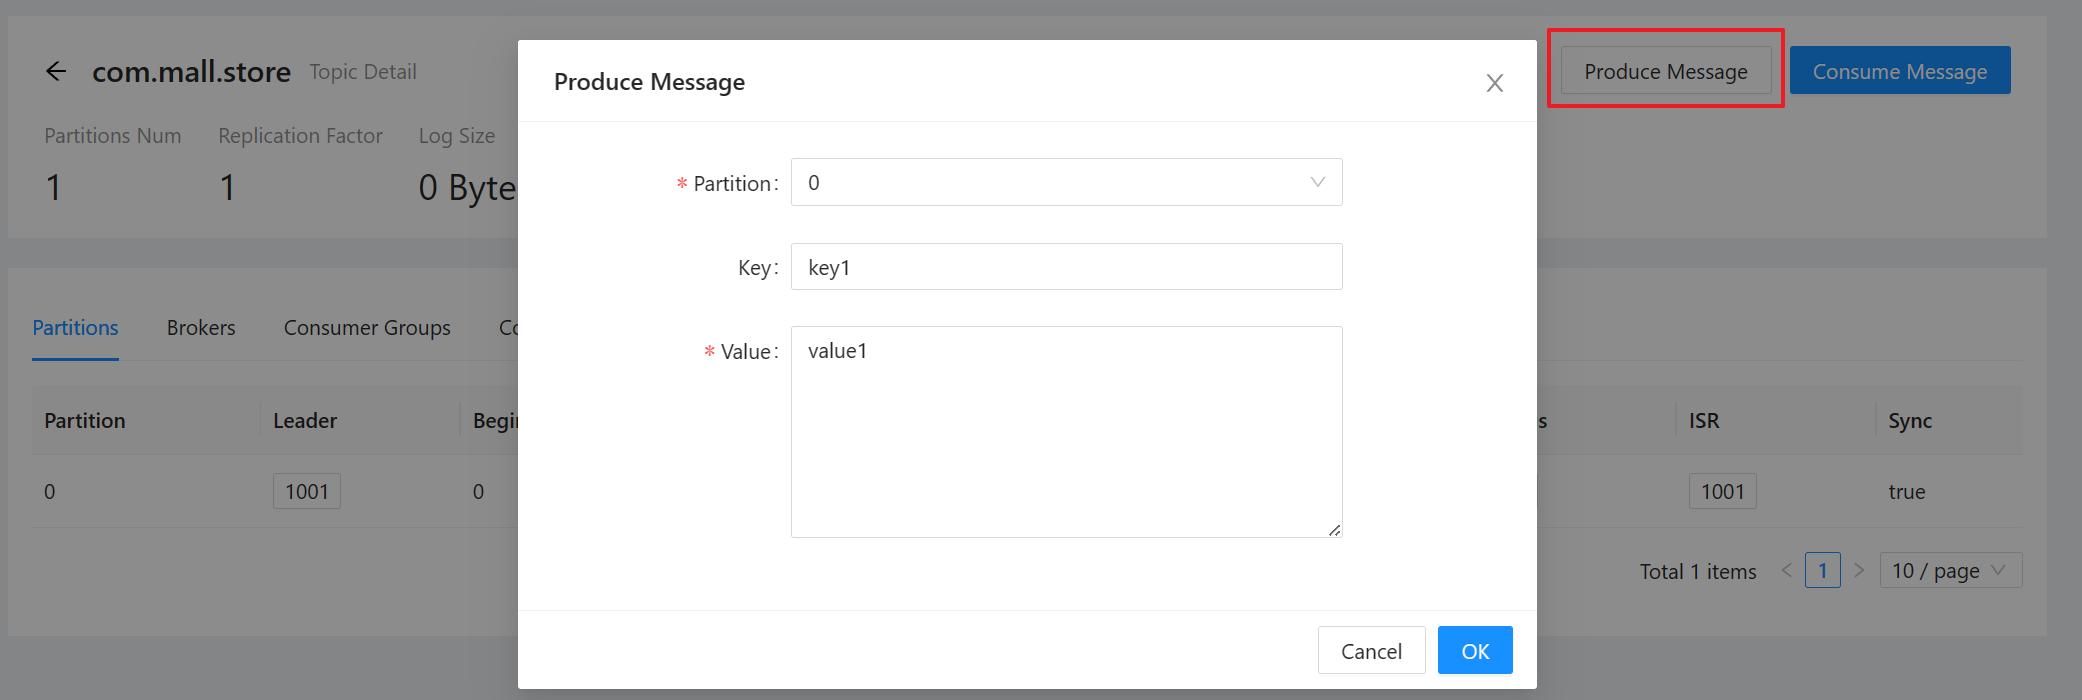 com.mall.store Topic Detail
Produce Message
Consume Message
Partitions Num Replication Factor Log Size
1 1 0 Byte
Partitions Brokers Consumer Groups
Partition Leader ISR Sync
0 1001 0 1001 true
Total 1 items 1 10 / page
Produce Message
* Partition: 0
Key: key1
* Value: value1
Cancel OK